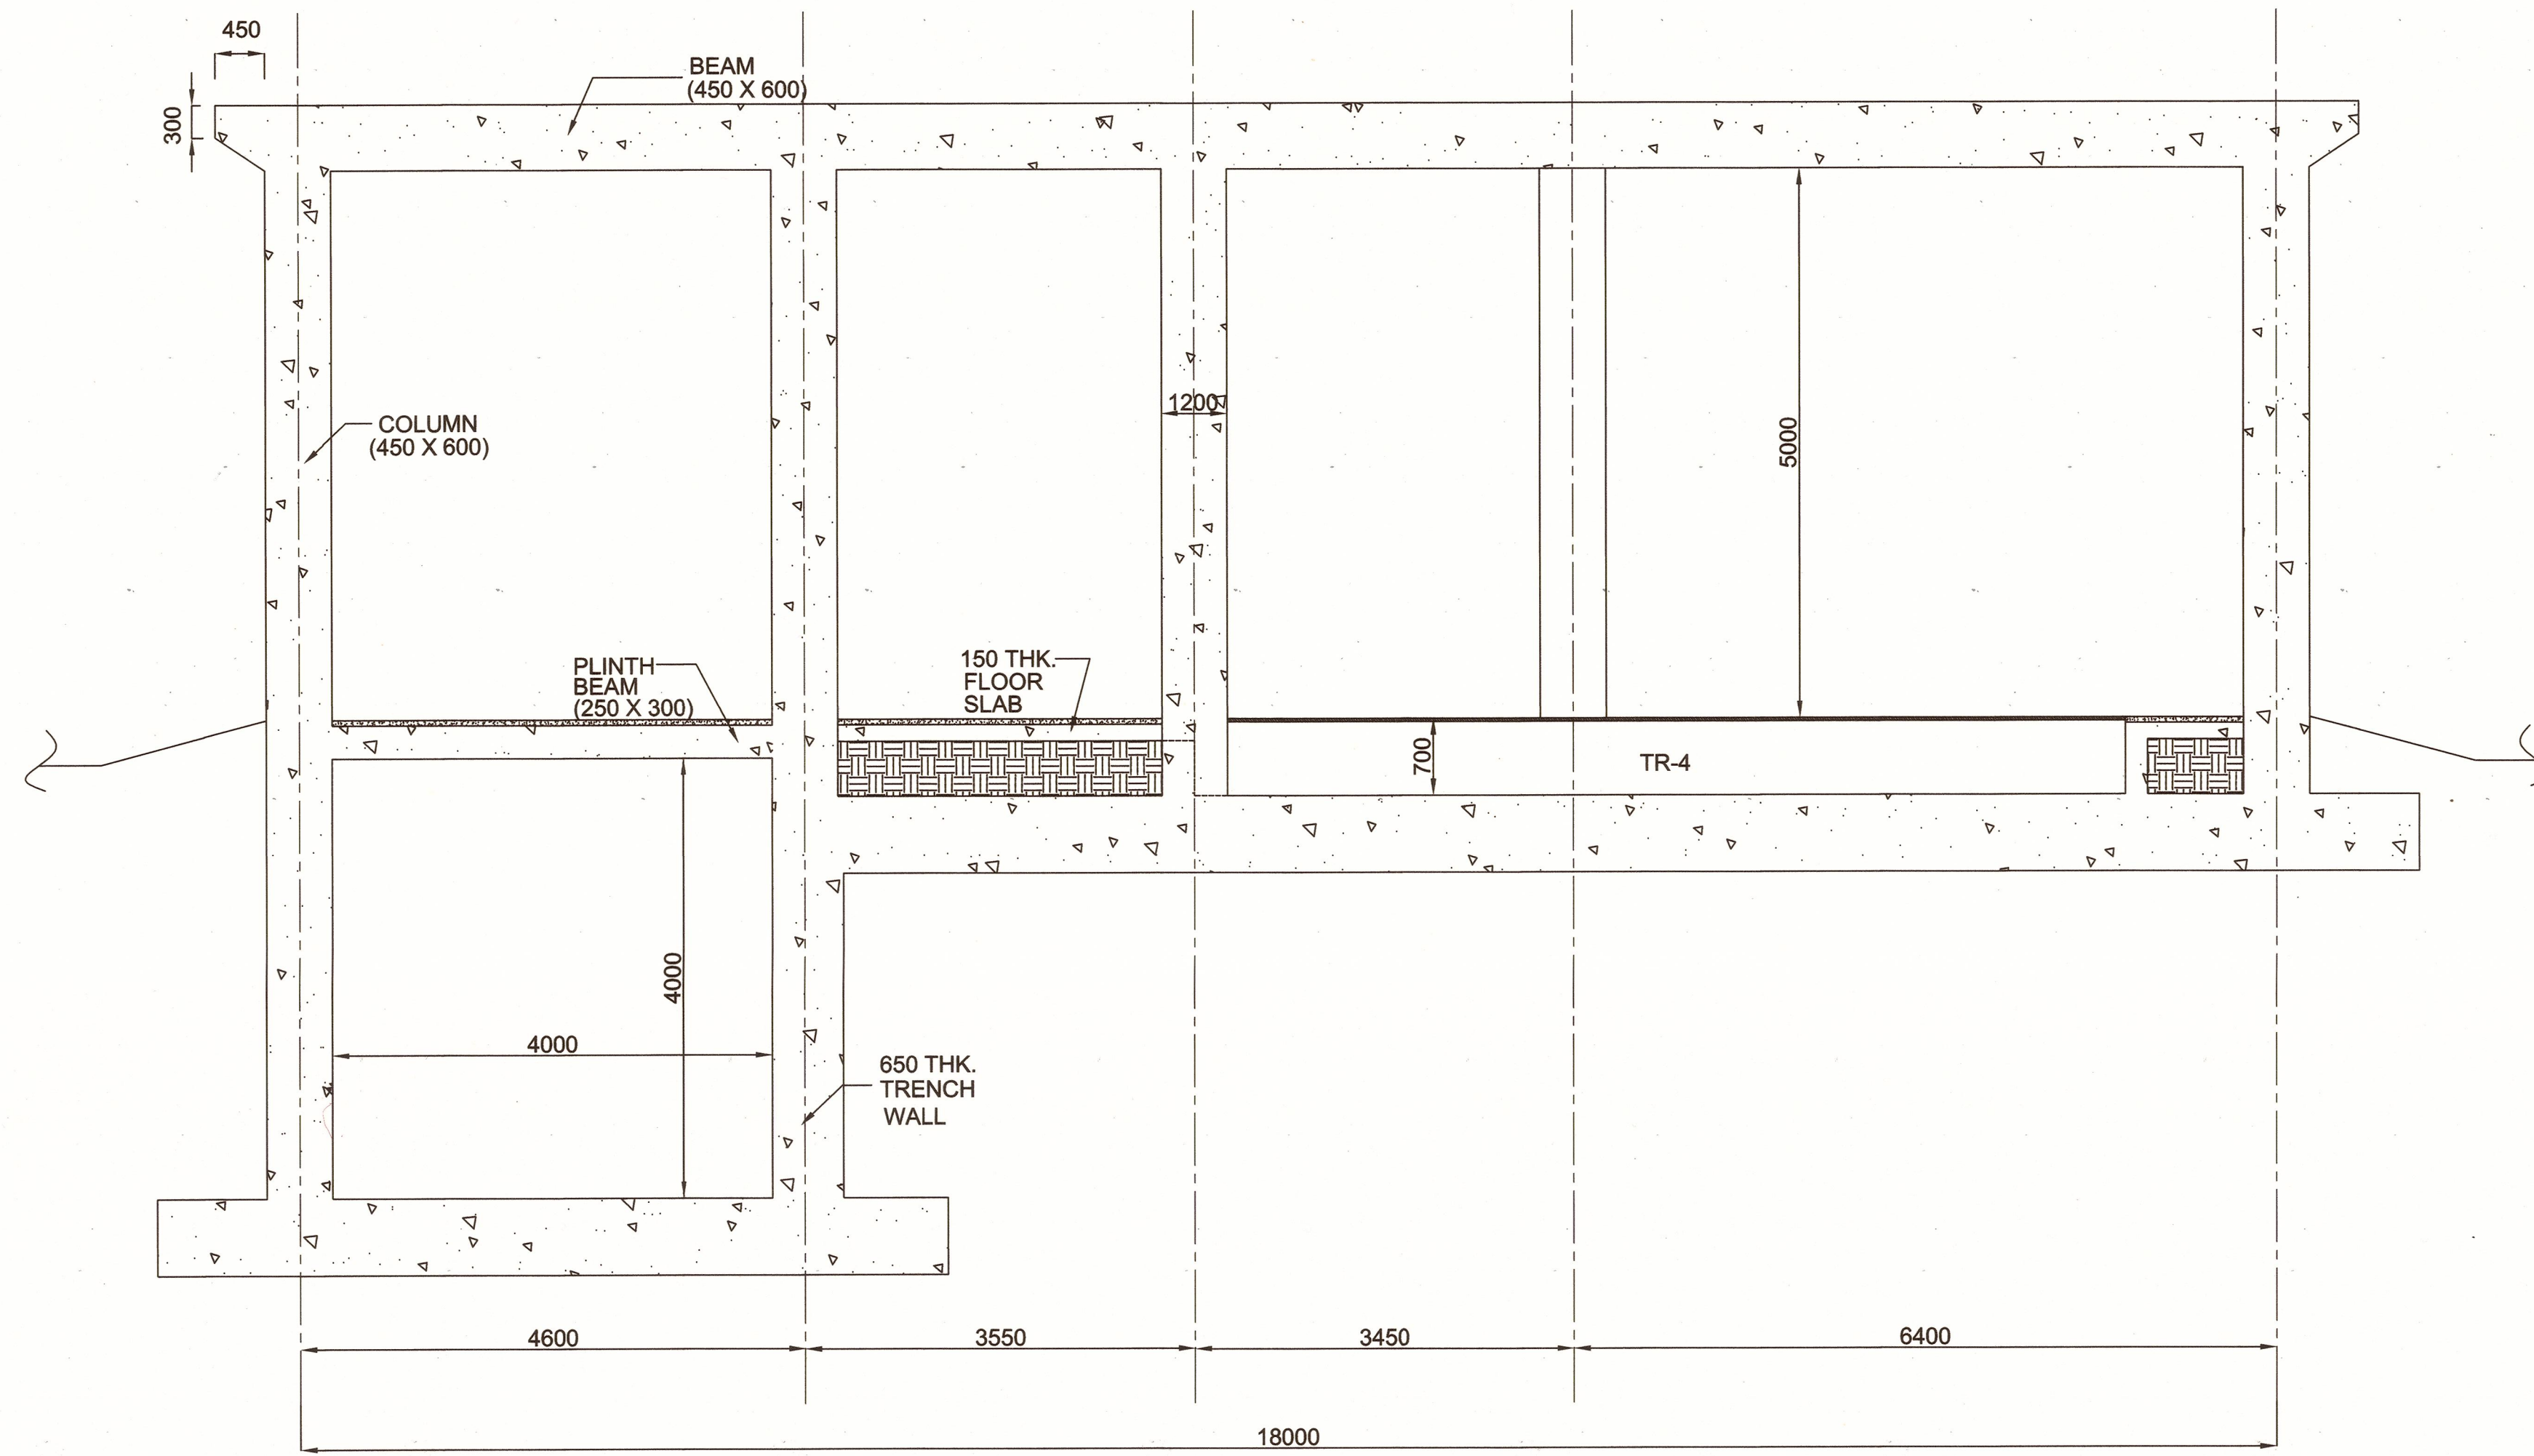 450
BEAM
(450 X 600)
300
1200
COLUMN
(450 X 600)
5000
PLINTH
BEAM
(250 X 300)
150 THK.
FLOOR
SLAB
700
TR-4
4000
4000
650 THK.
TRENCH
WALL
4600
3550
3450
6400
18000